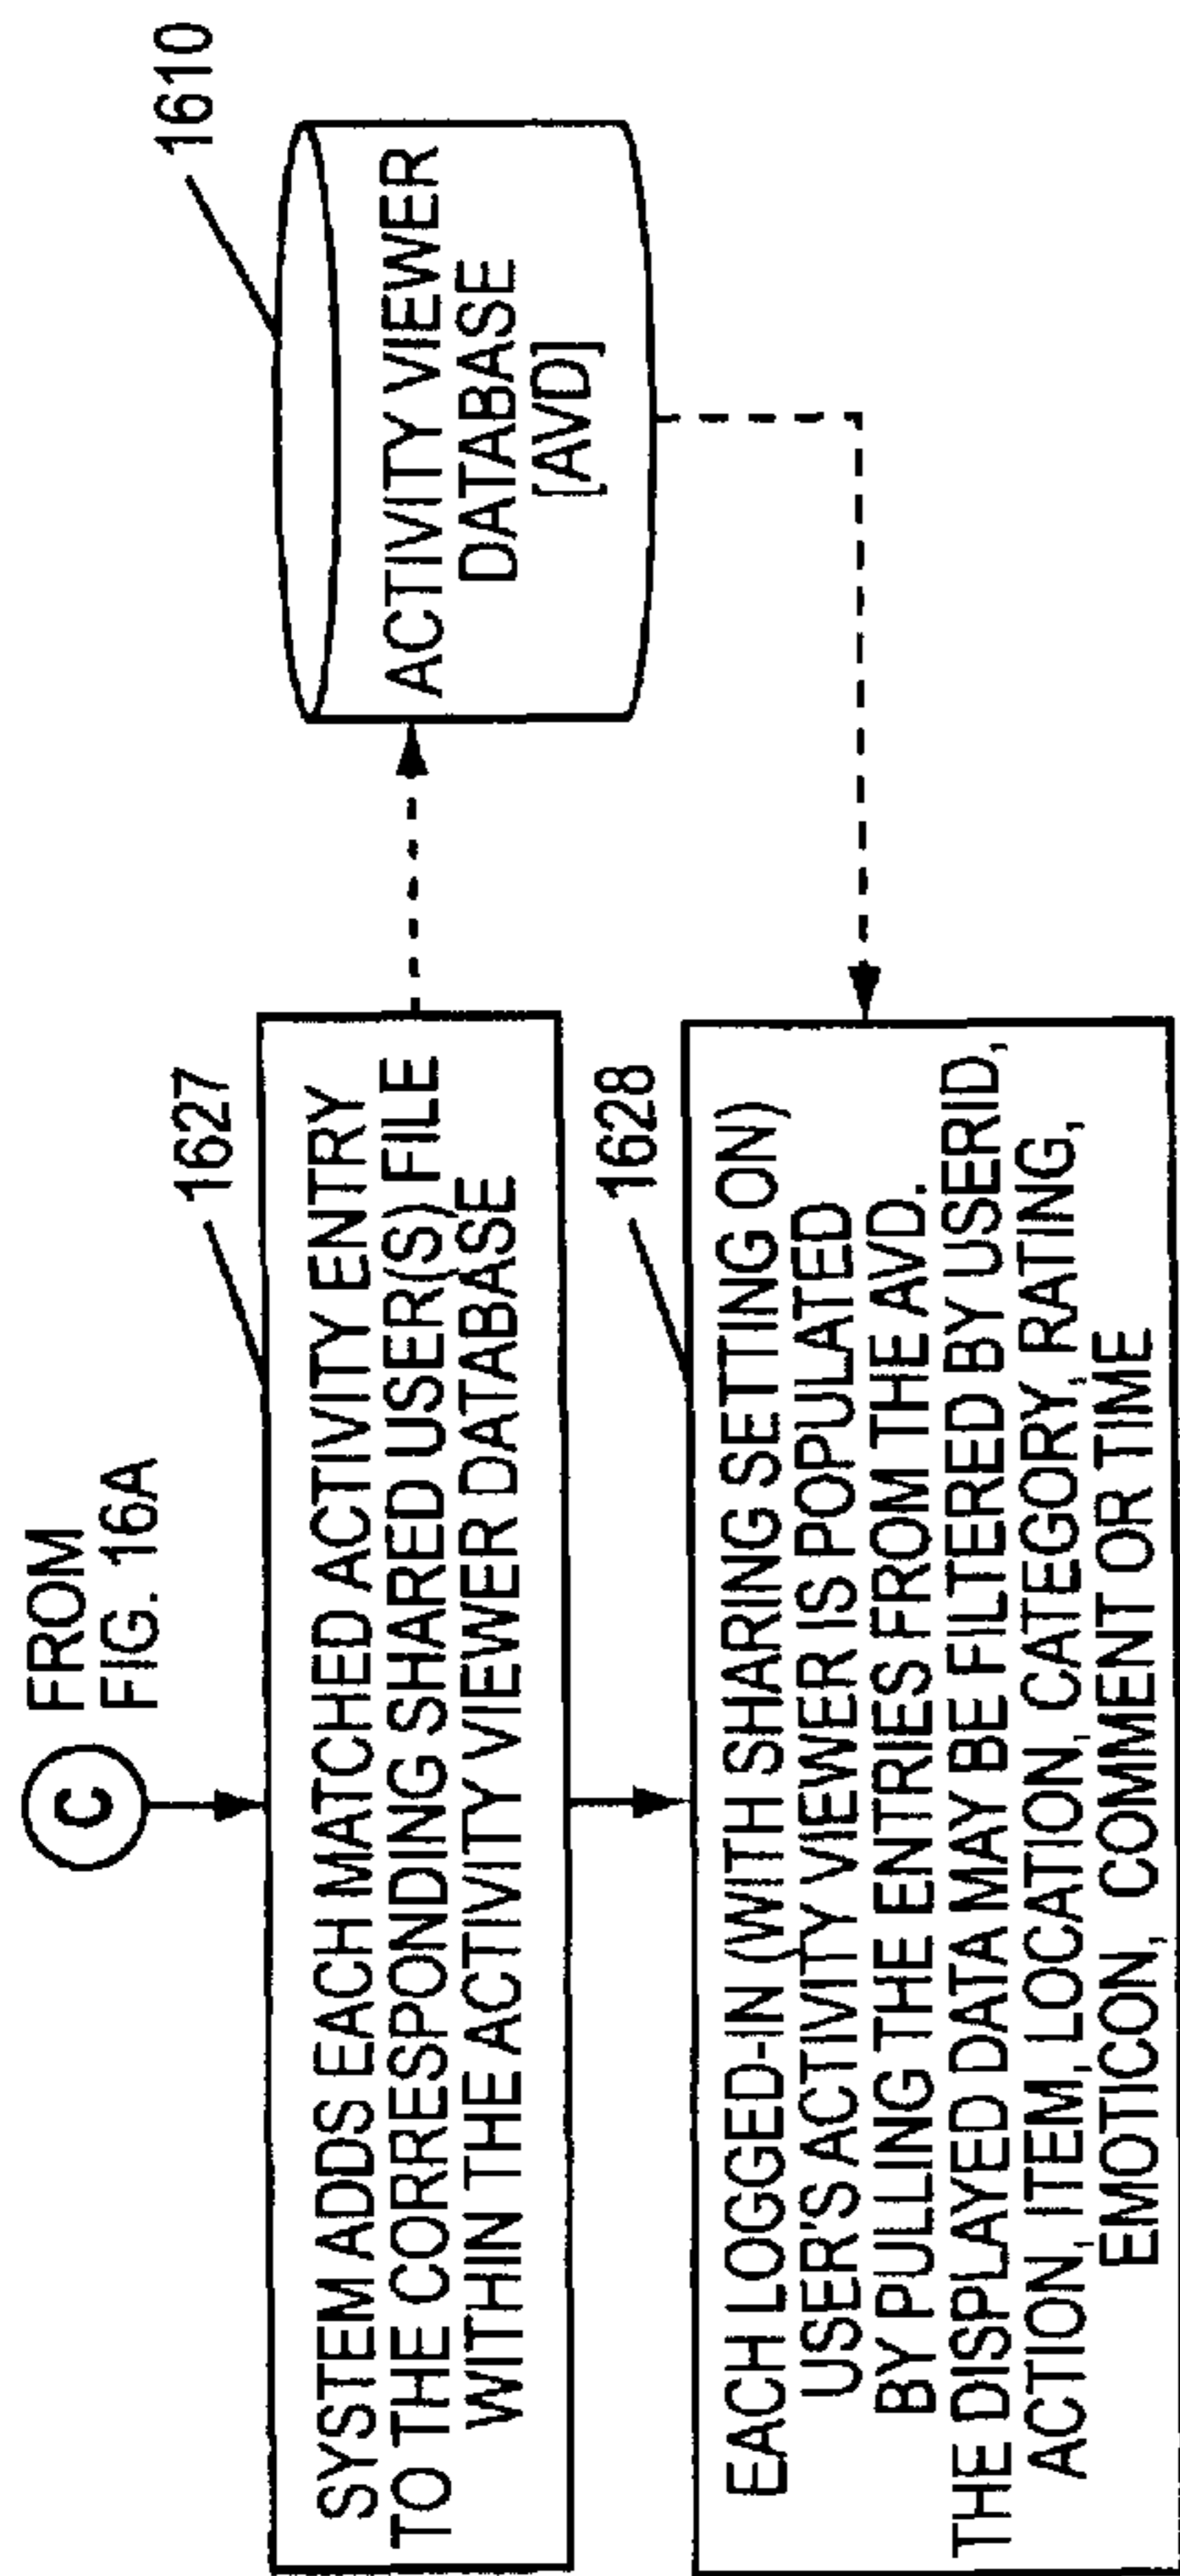 FROM
FIG. 16A
C
1627
SYSTEM ADDS EACH MATCHED ACTIVITY ENTRY
TO THE CORRESPONDING SHARED USER(S) FILE
WITHIN THE ACTIVITY VIEWER DATABASE
1610
ACTIVITY VIEWER
DATABASE
[AVD]
1628
EACH LOGGED-IN (WITH SHARING SETTING ON)
USER'S ACTIVITY VIEWER IS POPULATED
BY PULLING THE ENTRIES FROM THE AVD.
THE DISPLAYED DATA MAY BE FILTERED BY USERID,
ACTION, ITEM, LOCATION, CATEGORY, RATING,
EMOTICON, COMMENT OR TIME